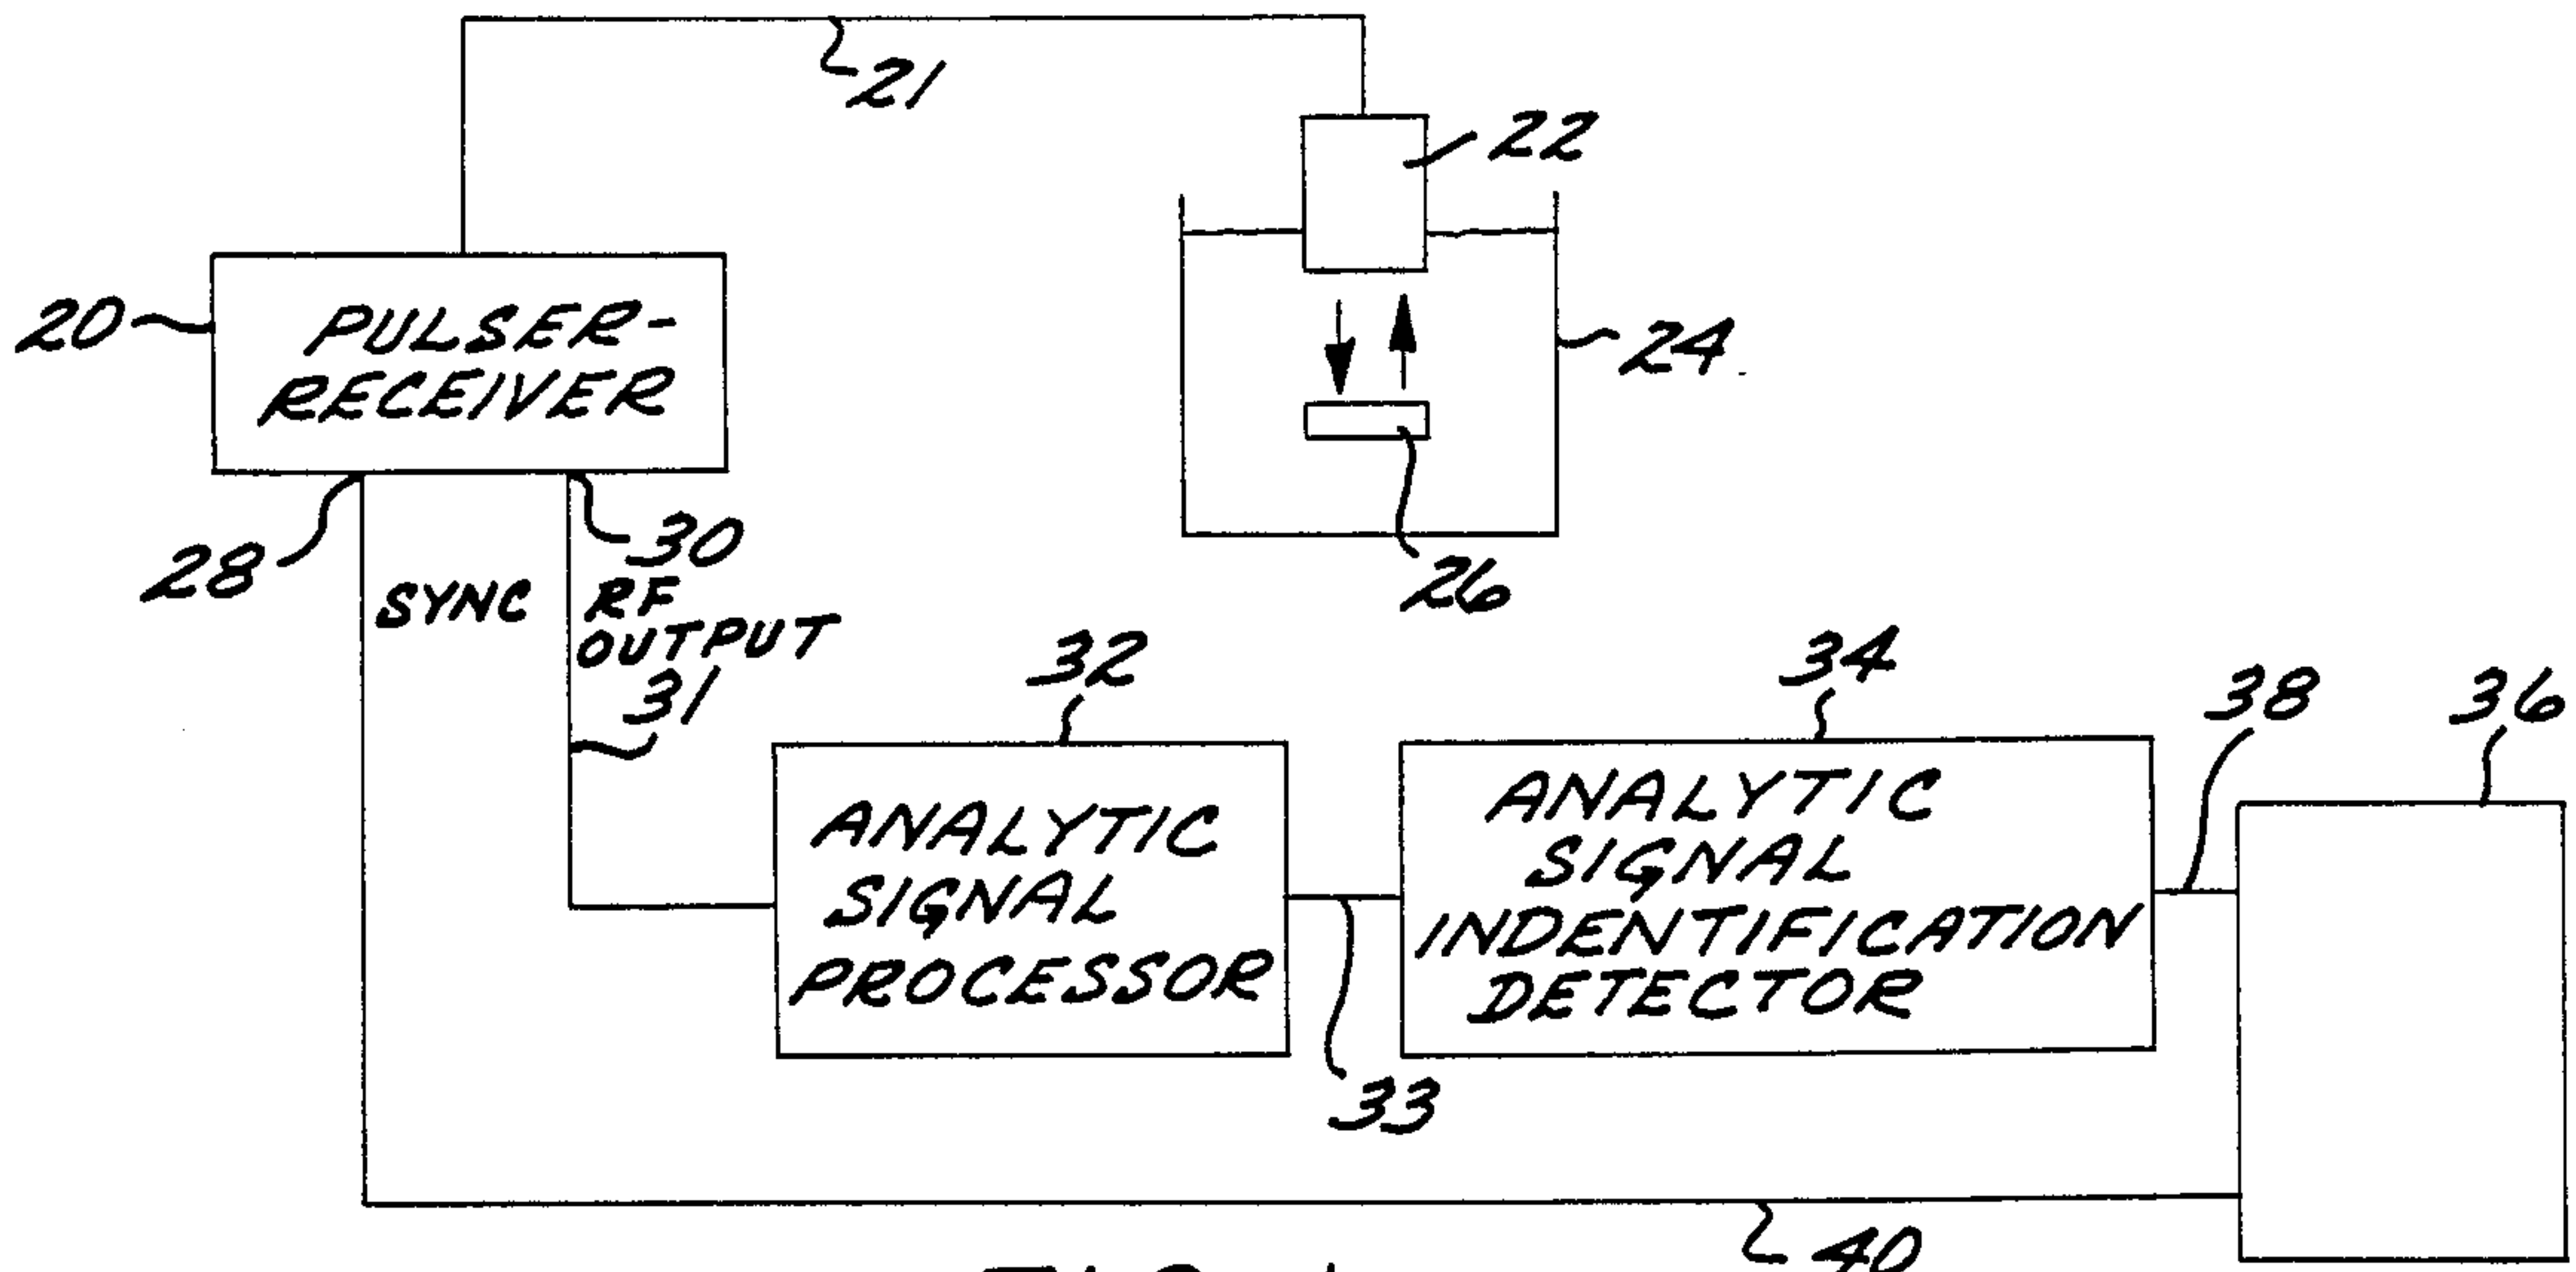 21
22
20
PULSER-
RECEIVER
24
28
30
26
SYNC
RF
OUTPUT
31
32
34
38
36
ANALYTIC
SIGNAL
PROCESSOR
ANALYTIC
SIGNAL
INDENTIFICATION
DETECTOR
33
40